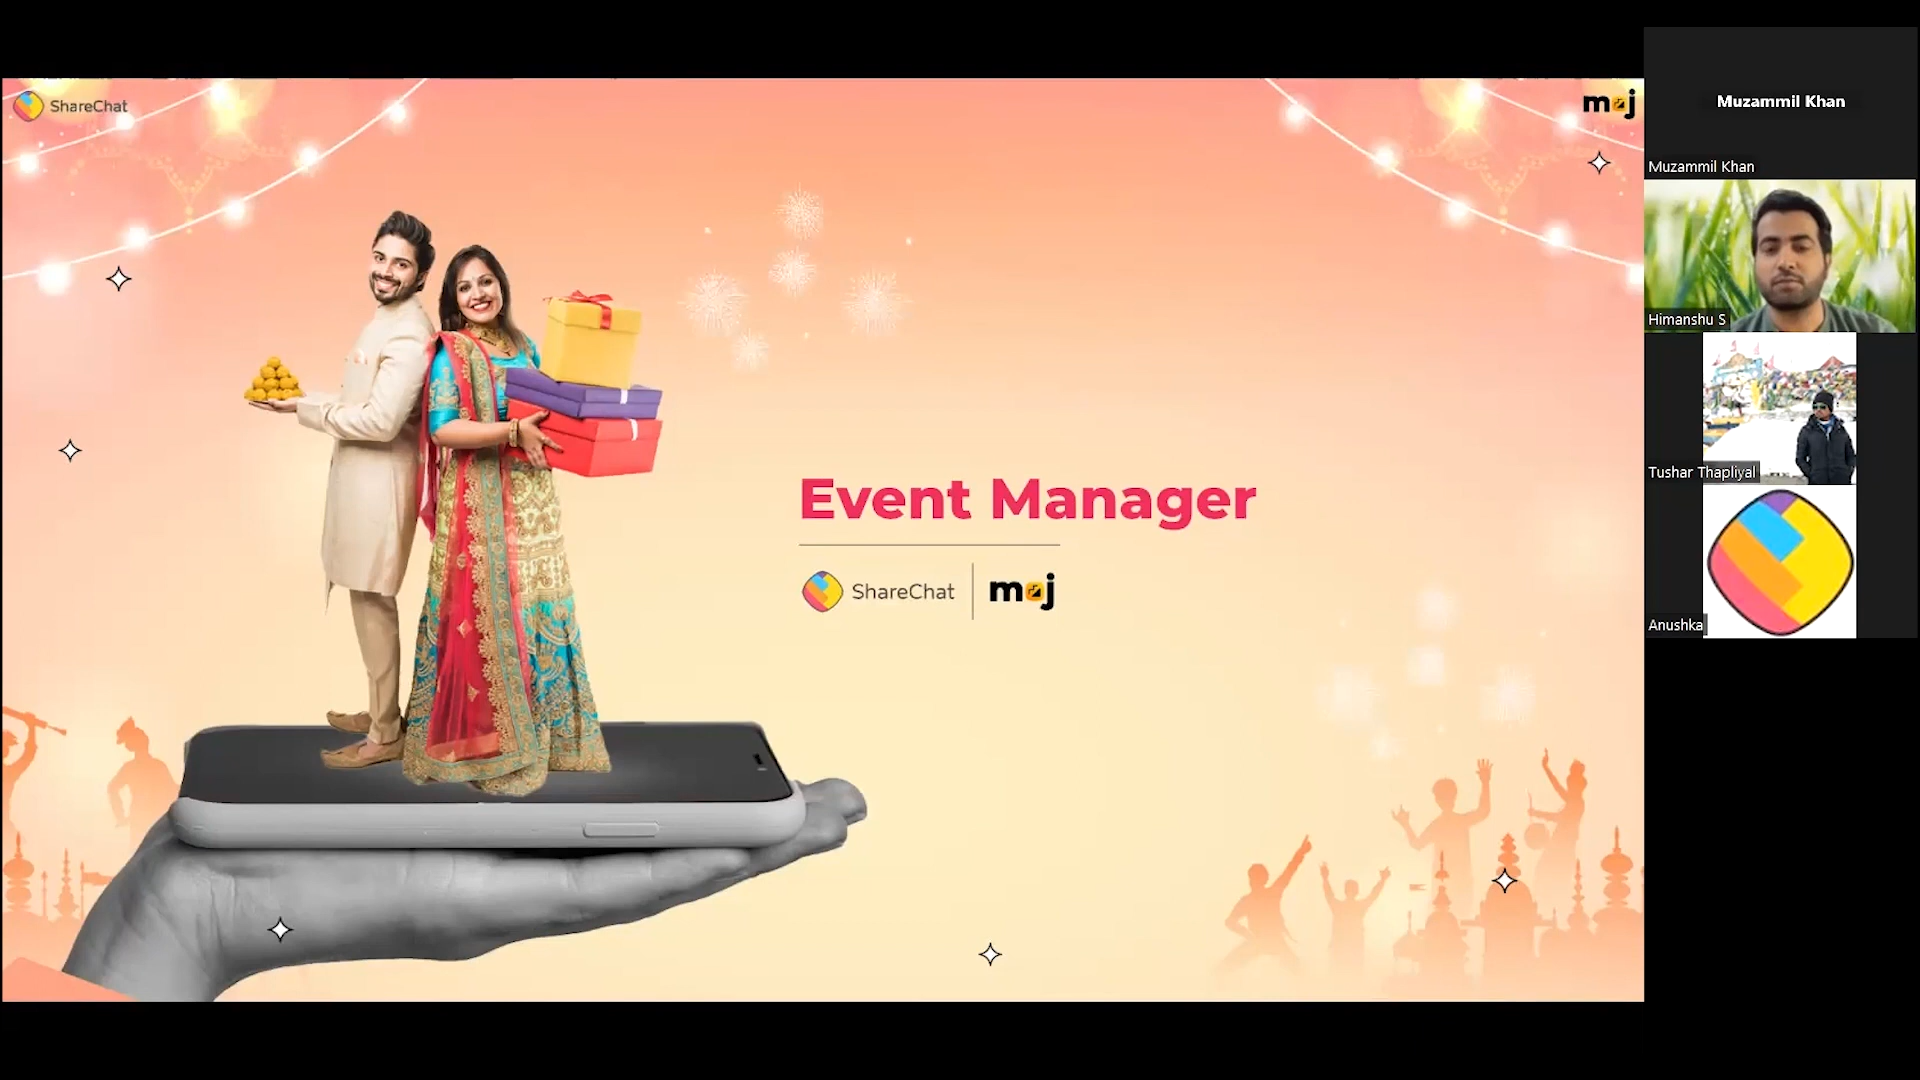 ShareChat
moj
Event Manager
ShareChat
moj
Muzammil Khan
Muzammil Khan
Himanshu S
Tushar Thapliyal
Anushka